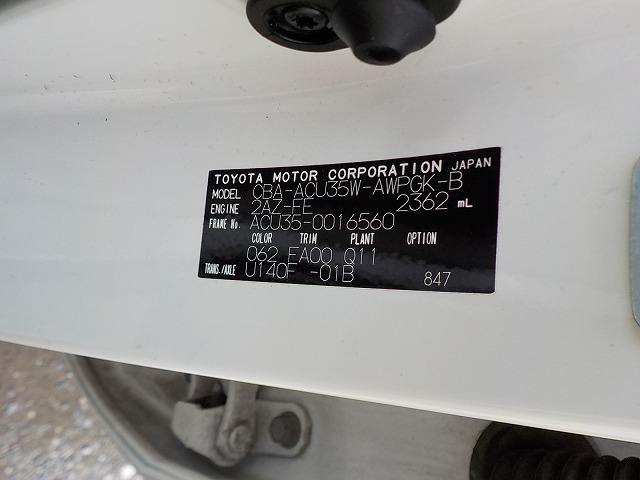 TOYOTA MOTOR CORPORATION JAPAN
MODEL CBA-ACU35W-AWPGK-B
ENGINE 2AZ-FE 2362 mL
FRAME No. ACU35-0016560
COLOR TRIM PLANT OPTION
062 FA00 Q11
TRANS./AXLE U140F -01B 847